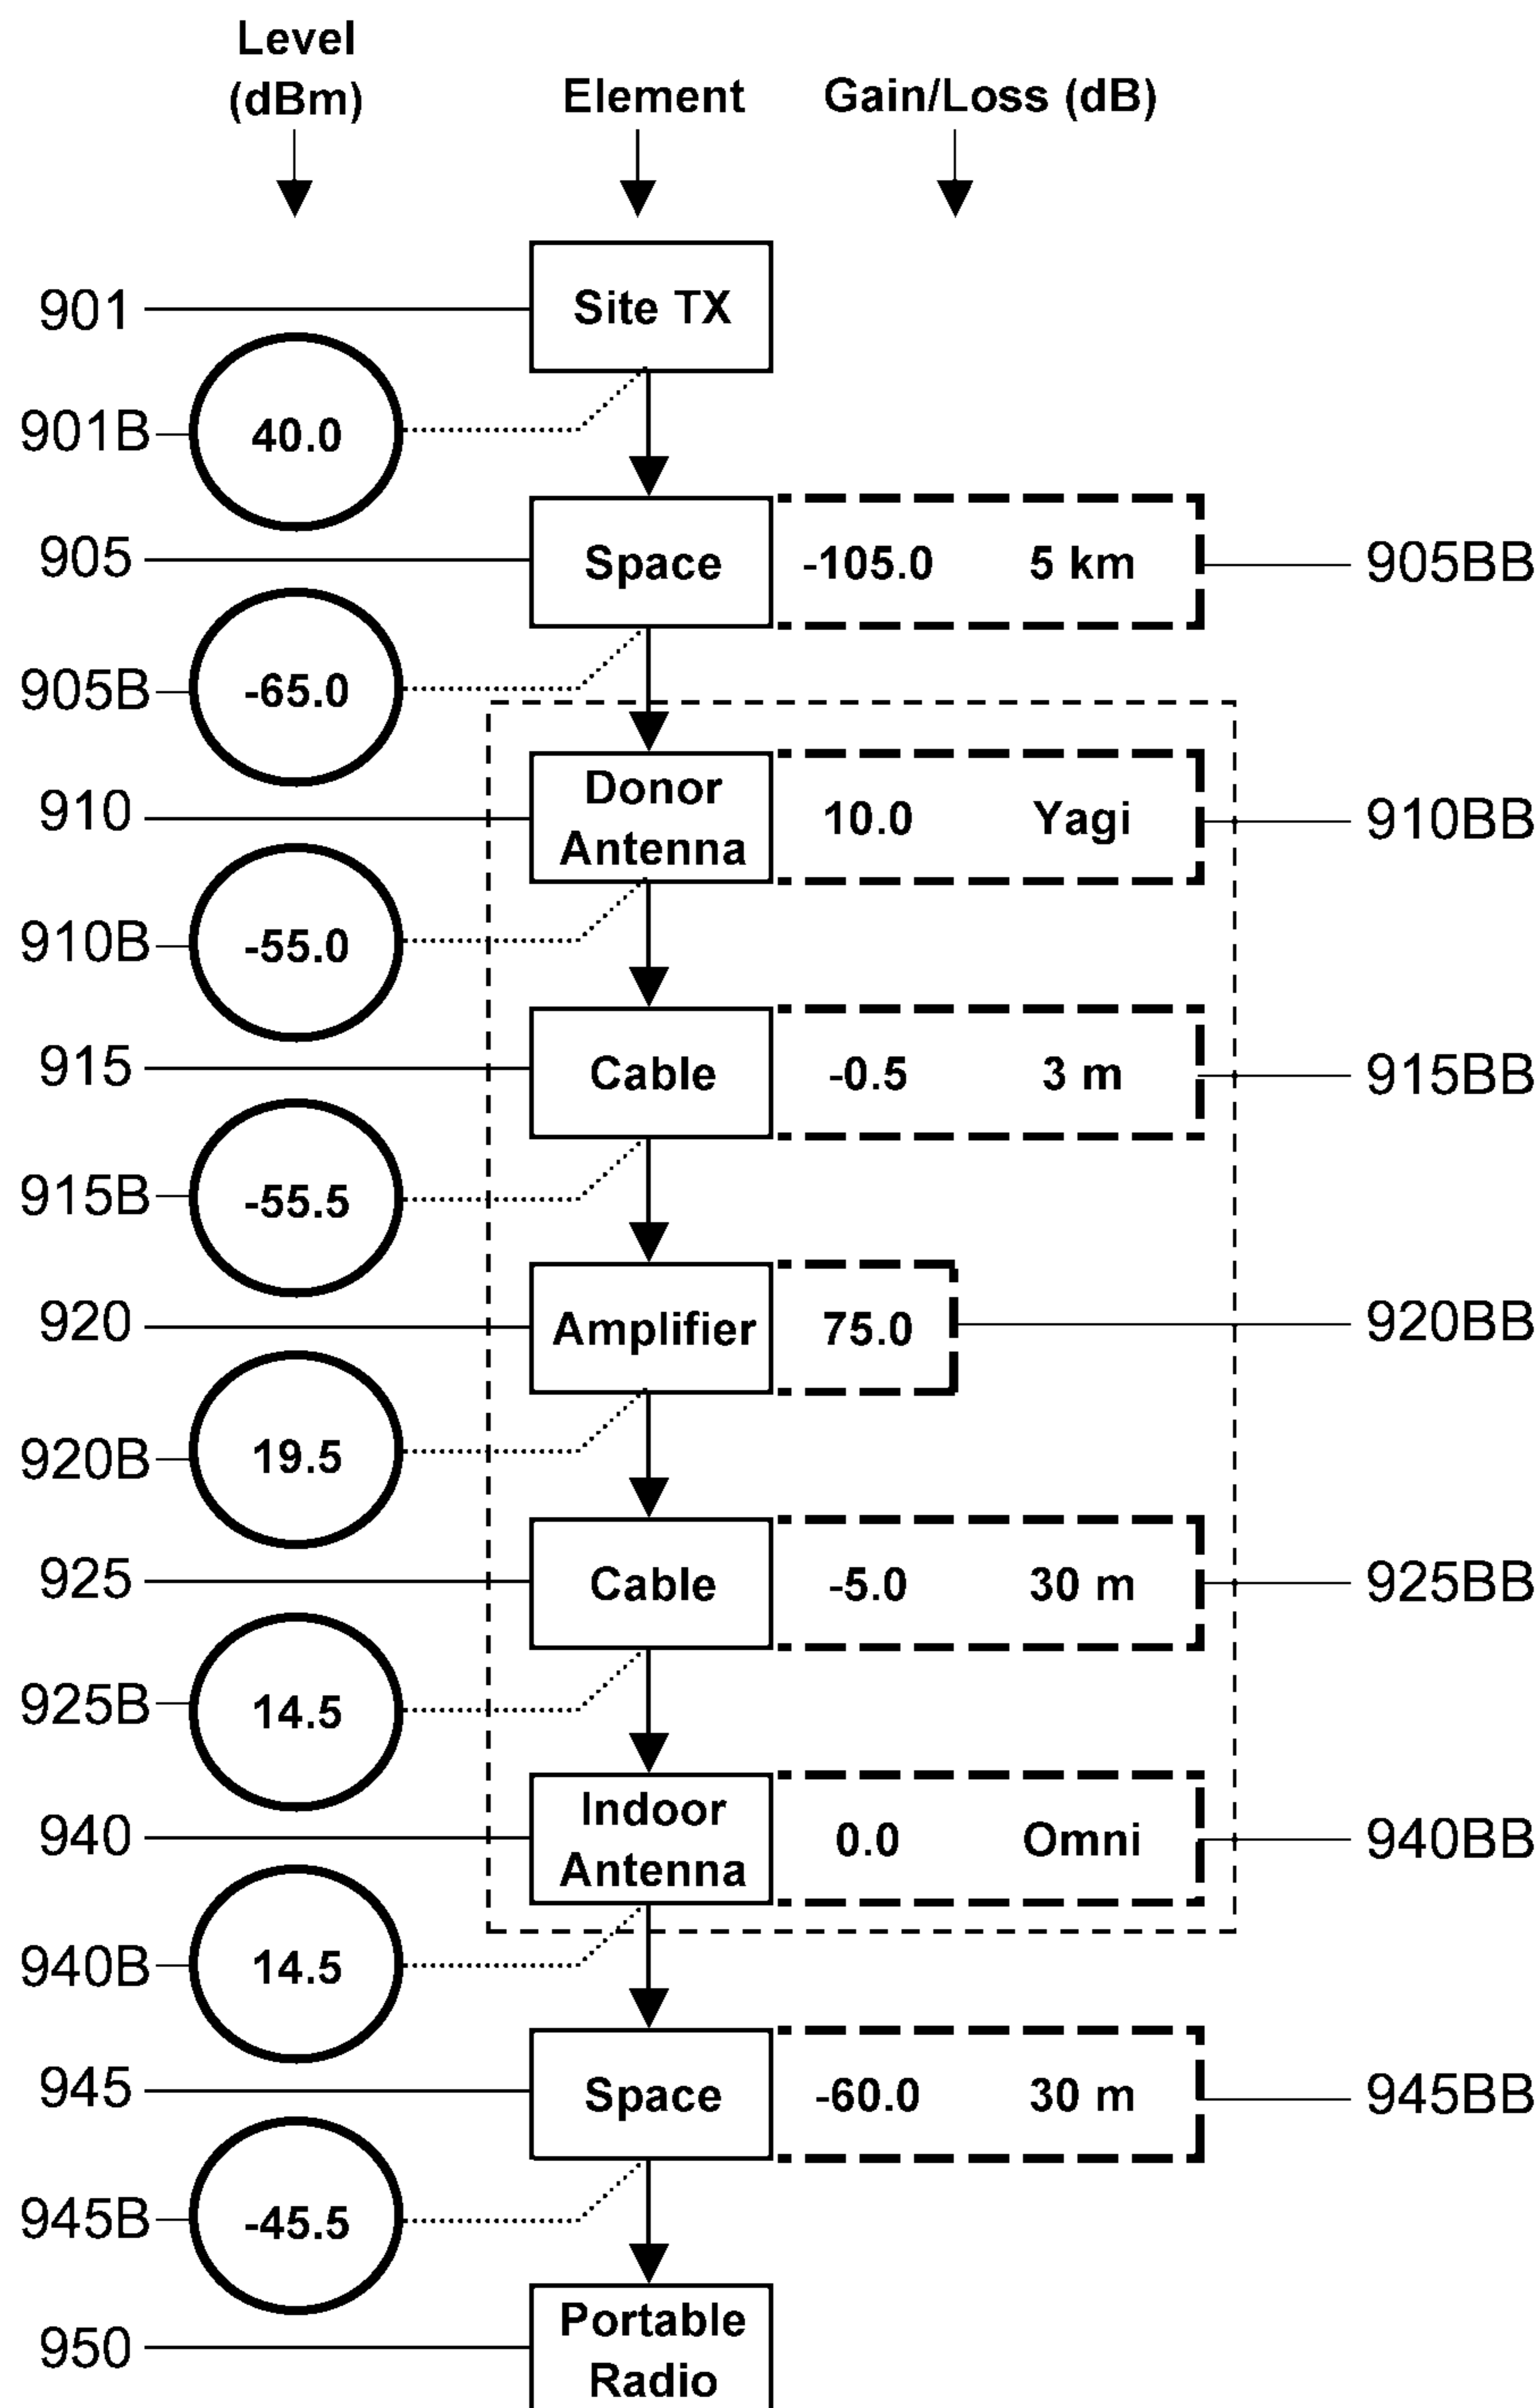 Level
(dBm)
Element
Gain/Loss (dB)
901
Site TX
901B
40.0
905
Space
-105.0 5 km
905BB
905B
-65.0
910
Donor
Antenna
10.0 Yagi
910BB
910B
-55.0
915
Cable
-0.5 3 m
915BB
915B
-55.5
920
Amplifier
75.0
920BB
920B
19.5
925
Cable
-5.0 30 m
925BB
925B
14.5
940
Indoor
Antenna
0.0 Omni
940BB
940B
14.5
945
Space
-60.0 30 m
945BB
945B
-45.5
950
Portable
Radio